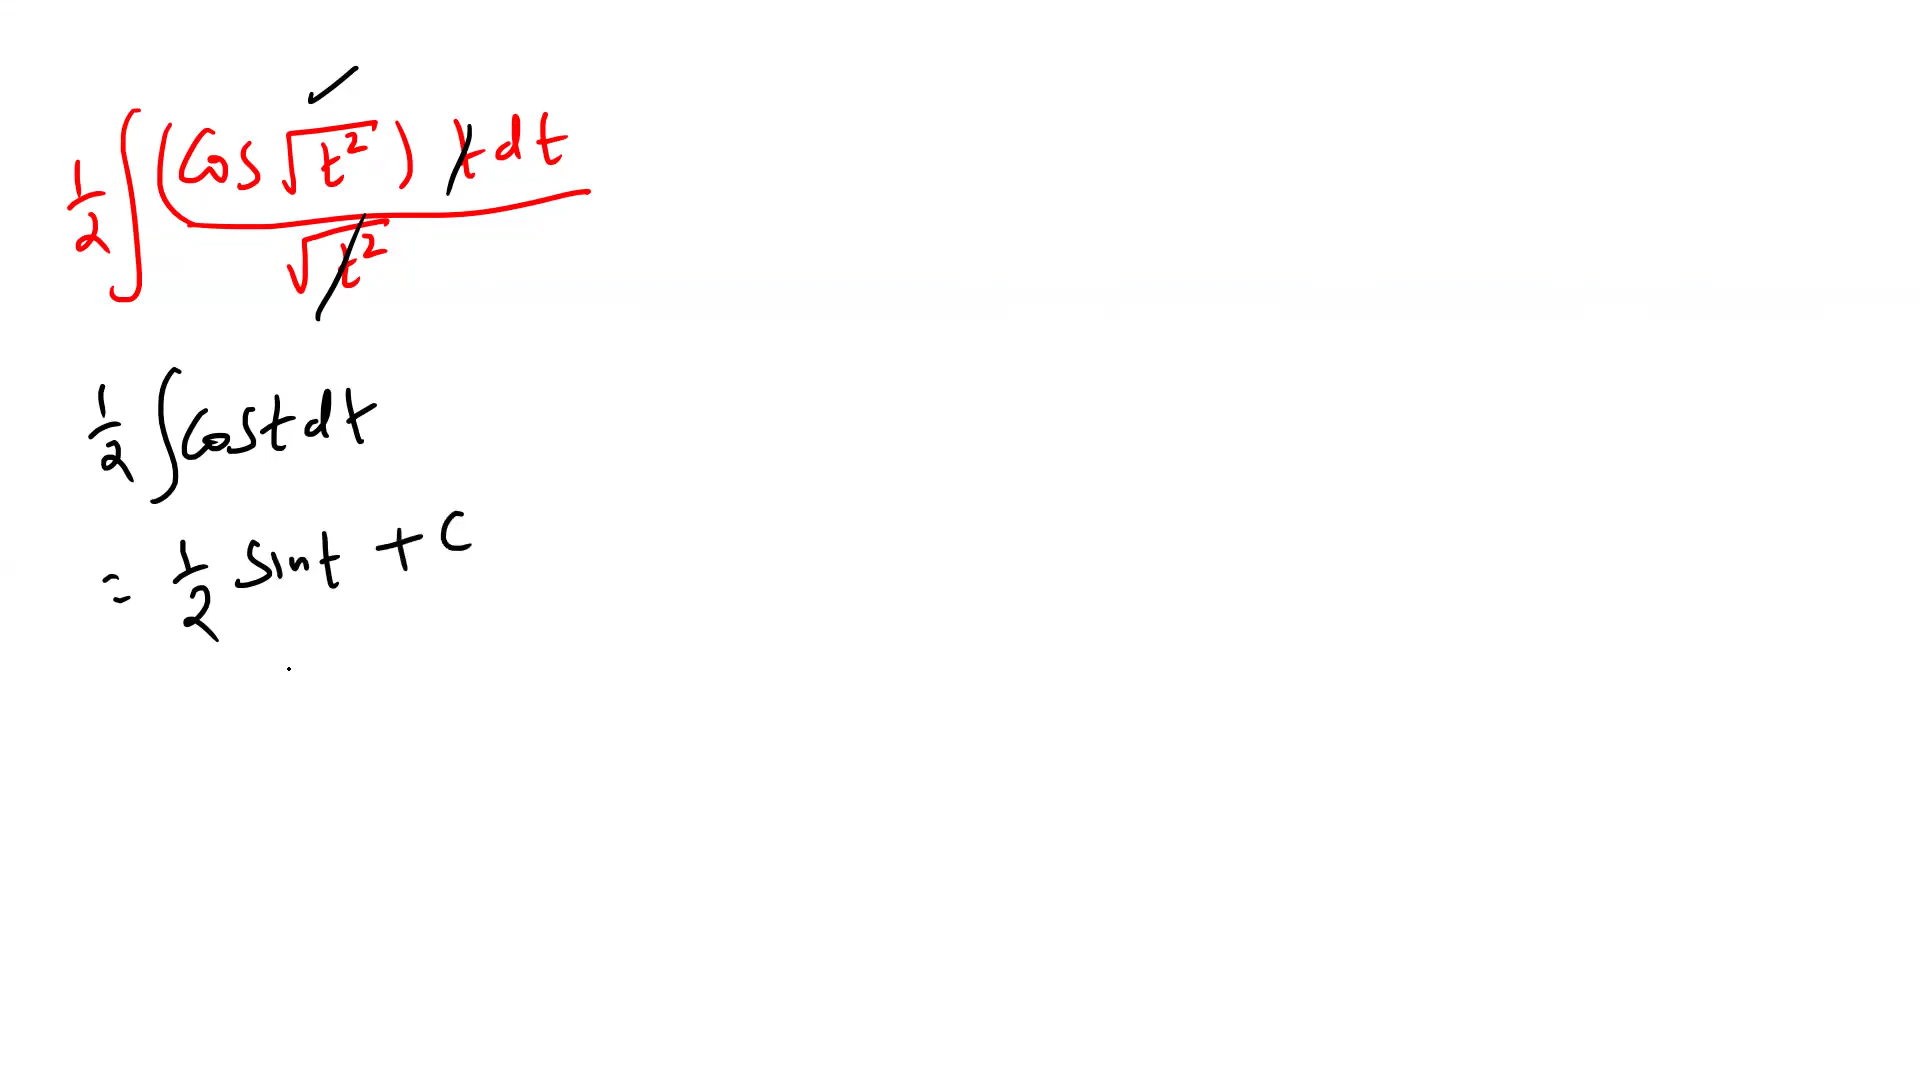 1/2 ∫ (cos √t²) t dt / √t²
1/2 ∫ cos t dt
= 1/2 sin t + C